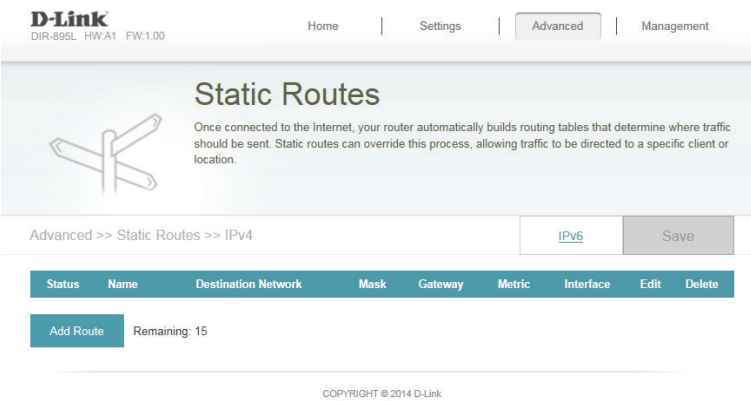 D-Link
DIR-895L HW:A1 FW:1.00
Home Settings Advanced Management
Static Routes
Once connected to the Internet, your router automatically builds routing tables that determine where traffic
should be sent. Static routes can override this process, allowing traffic to be directed to a specific client or
location.
Advanced >> Static Routes >> IPv4
IPv6
Save
Status Name Destination Network Mask Gateway Metric Interface Edit Delete
Add Route Remaining: 15
COPYRIGHT © 2014 D-Link